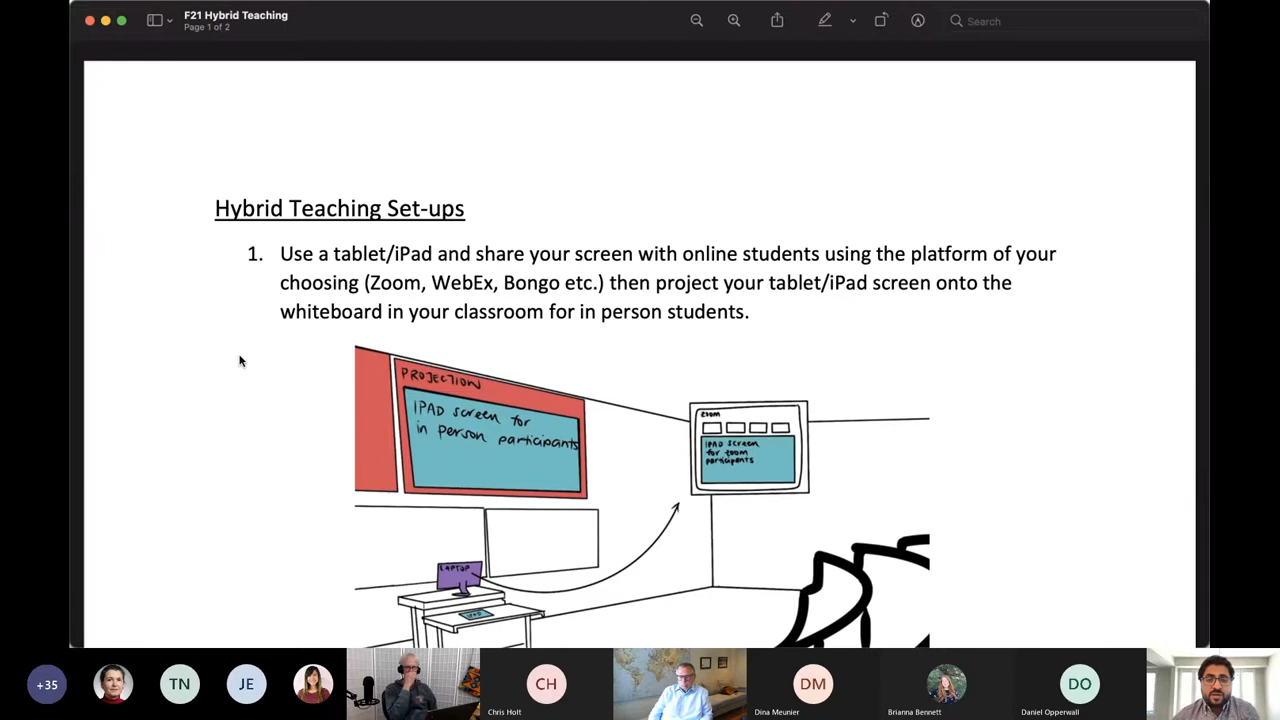 F21 Hybrid Teaching
Page 1 of 2
Search
Hybrid Teaching Set-ups
1. Use a tablet/iPad and share your screen with online students using the platform of your
choosing (Zoom, WebEx, Bongo etc.) then project your tablet/iPad screen onto the
whiteboard in your classroom for in person students.
PROJECTION
IPAD screen for
in person participants
zoom
IPAD screen
for zoom
participants
LAPTOP
IPAD
+35
TN
JE
CH
Chris Holt
DM
Dina Meunier
Brianna Bennett
DO
Daniel Opperwall